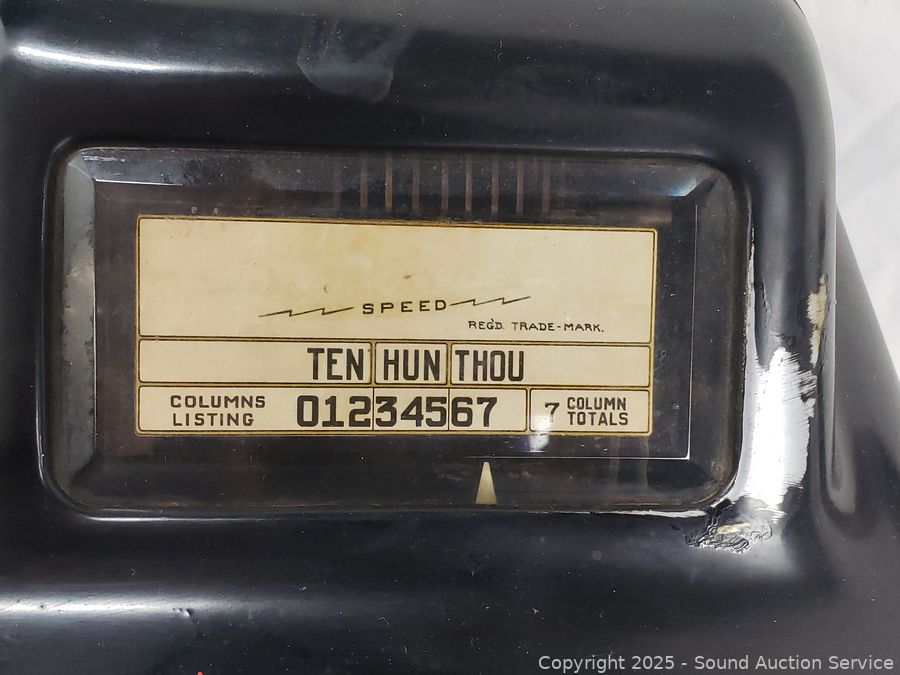 SPEED
REG'D. TRADE-MARK.
TEN HUN THOU
COLUMNS LISTING 01234567 7 COLUMN TOTALS
Copyright © 2025 - Sound Auction Service